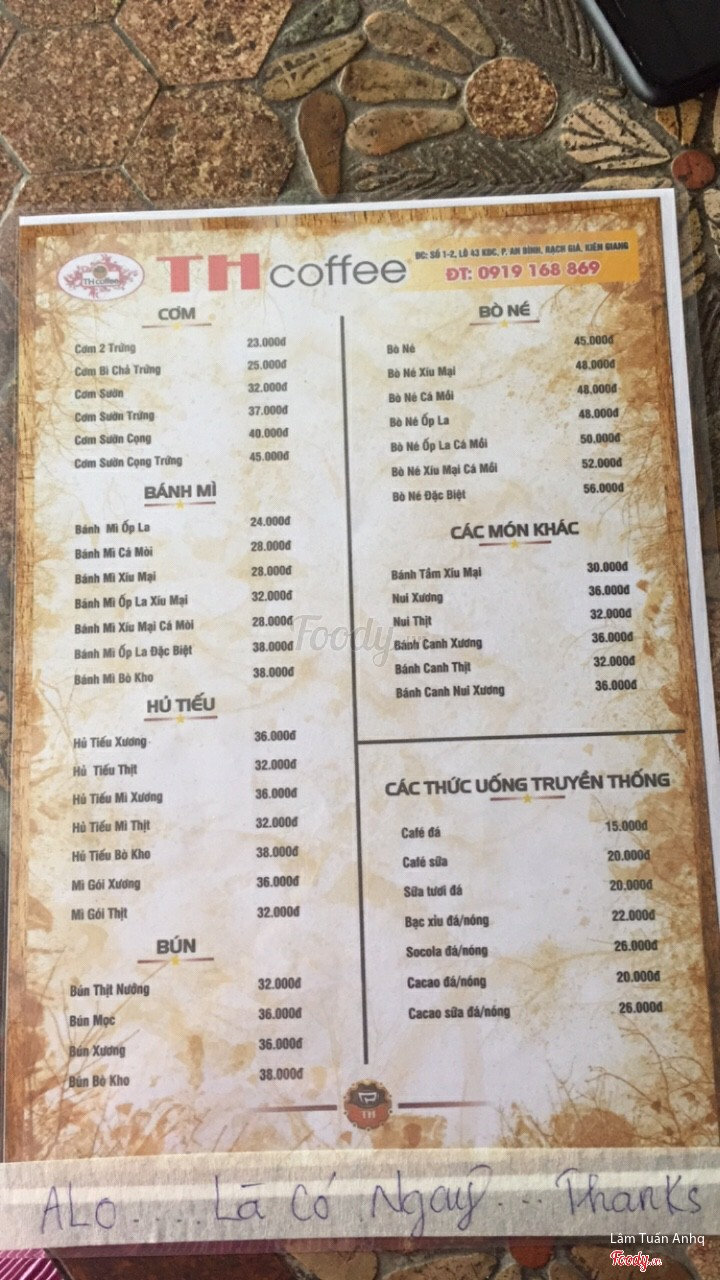 TH coffee
TH coffee
ĐC: SỐ 1-2, LÔ 43 KDC, P. AN BÌNH, RẠCH GIÁ, KIÊN GIANG
ĐT: 0919 168 869
CƠM
Cơm 2 Trứng 23.000đ
Cơm Bì Chả Trứng 25.000đ
Cơm Sườn 32.000đ
Cơm Sườn Trứng 37.000đ
Cơm Sườn Cọng 40.000đ
Cơm Sườn Cọng Trứng 45.000đ
BÁNH MÌ
Bánh Mì Ốp La 24.000đ
Bánh Mì Cá Mòi 28.000đ
Bánh Mì Xíu Mại 28.000đ
Bánh Mì Ốp La Xíu Mại 32.000đ
Bánh Mì Xíu Mại Cá Mòi 28.000đ
Bánh Mì Ốp La Đặc Biệt 38.000đ
Bánh Mì Bò Kho 38.000đ
HỦ TIẾU
Hủ Tiếu Xương 36.000đ
Hủ Tiếu Thịt 32.000đ
Hủ Tiếu Mì Xương 36.000đ
Hủ Tiếu Mì Thịt 32.000đ
Hủ Tiếu Bò Kho 38.000đ
Mì Gói Xương 36.000đ
Mì Gói Thịt 32.000đ
BÚN
Bún Thịt Nướng 32.000đ
Bún Mọc 36.000đ
Bún Xương 36.000đ
Bún Bò Kho 38.000đ
BÒ NÉ
Bò Né 45.000đ
Bò Né Xíu Mại 48.000đ
Bò Né Cá Mồi 48.000đ
Bò Né Ốp La 48.000đ
Bò Né Ốp La Cá Mồi 50.000đ
Bò Né Xíu Mại Cá Mồi 52.000đ
Bò Né Đặc Biệt 56.000đ
CÁC MÓN KHÁC
Bánh Tầm Xíu Mại 30.000đ
Nui Xương 36.000đ
Nui Thịt 32.000đ
Bánh Canh Xương 36.000đ
Bánh Canh Thịt 32.000đ
Bánh Canh Nui Xương 36.000đ
CÁC THỨC UỐNG TRUYỀN THỐNG
Café đá 15.000đ
Café sữa 20.000đ
Sữa tươi đá 20.000đ
Bạc xỉu đá/nóng 22.000đ
Socola đá/nóng 26.000đ
Cacao đá/nóng 20.000đ
Cacao sữa đá/nóng 26.000đ
TH
ALO.... Là Có Ngay... Thanks
Foody.vn
Lâm Tuấn Anhq
Foody.vn